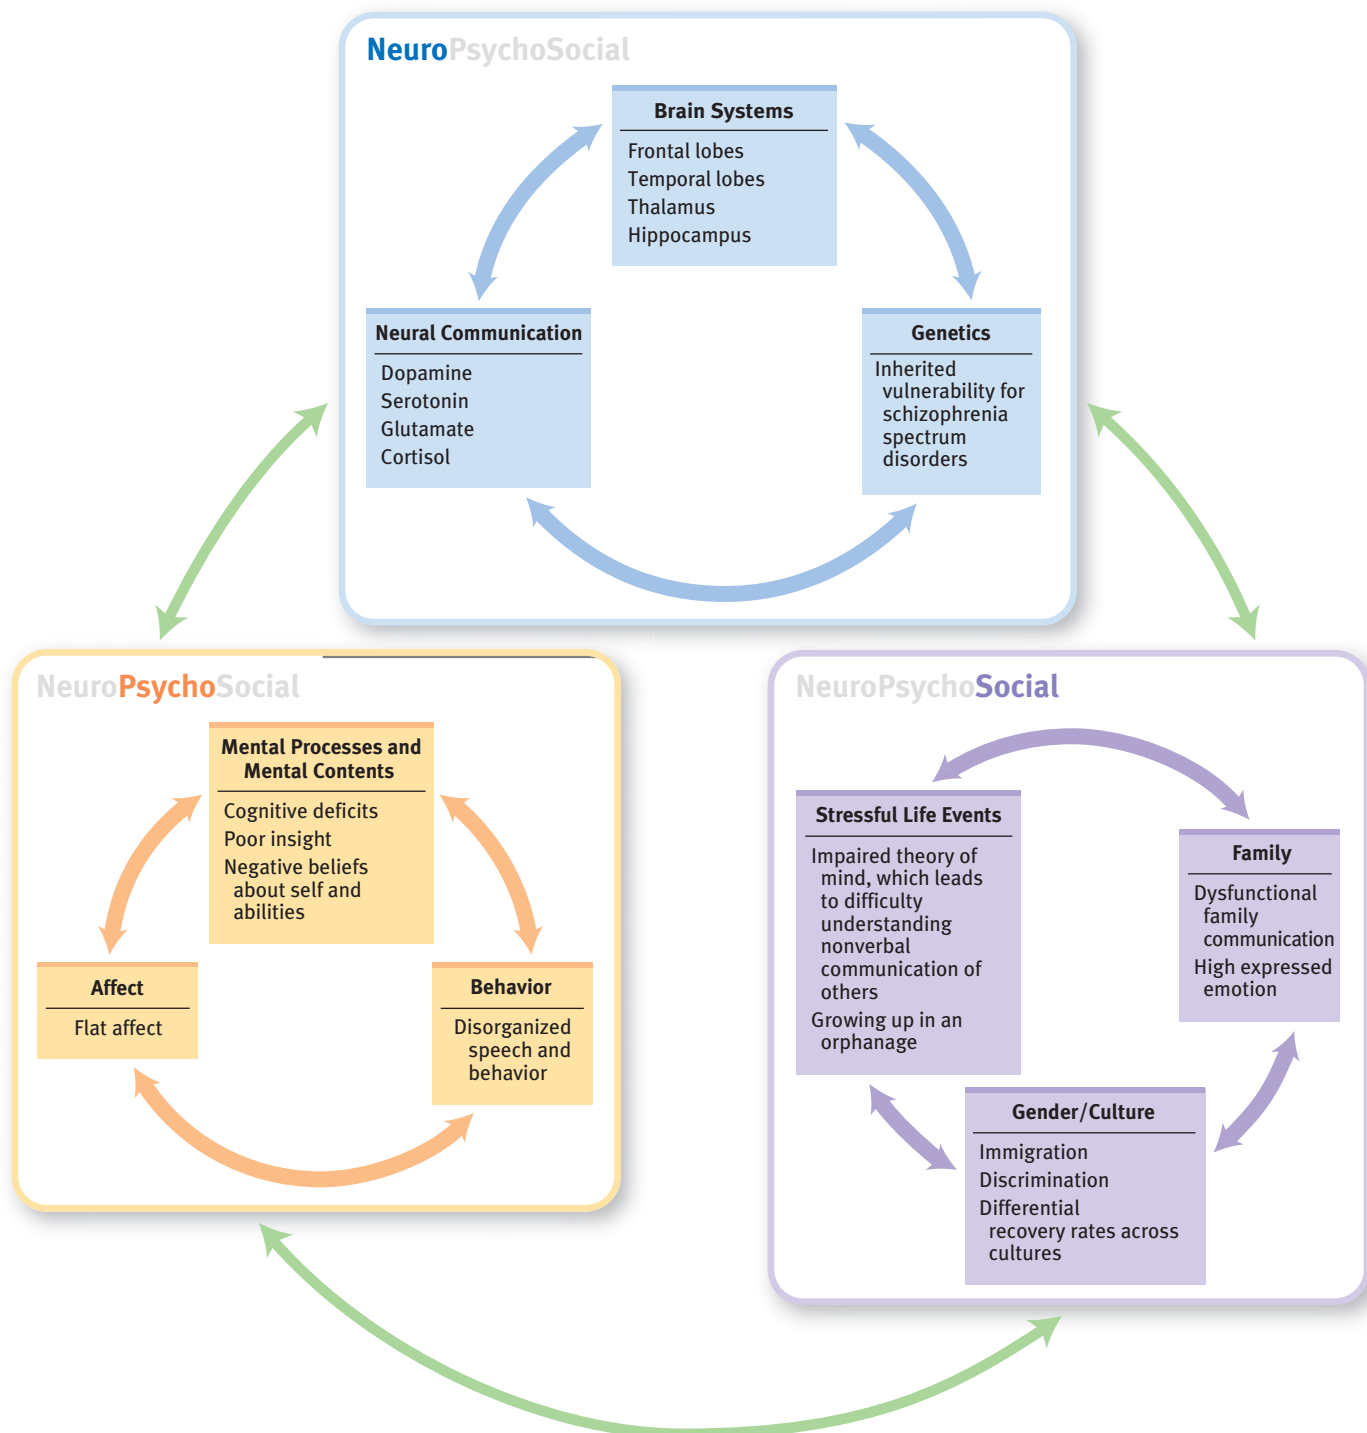 NeuroPsychoSocial
Brain Systems
Frontal lobes
Temporal lobes
Thalamus
Hippocampus
Neural Communication
Dopamine
Serotonin
Glutamate
Cortisol
Genetics
Inherited
vulnerability for
schizophrenia
spectrum
disorders
NeuroPsychoSocial
Mental Processes and
Mental Contents
Cognitive deficits
Poor insight
Negative beliefs
about self and
abilities
Affect
Flat affect
Behavior
Disorganized
speech and
behavior
NeuroPsychoSocial
Stressful Life Events
Impaired theory of
mind, which leads
to difficulty
understanding
nonverbal
communication of
others
Growing up in an
orphanage
Family
Dysfunctional
family
communication
High expressed
emotion
Gender/Culture
Immigration
Discrimination
Differential
recovery rates across
cultures